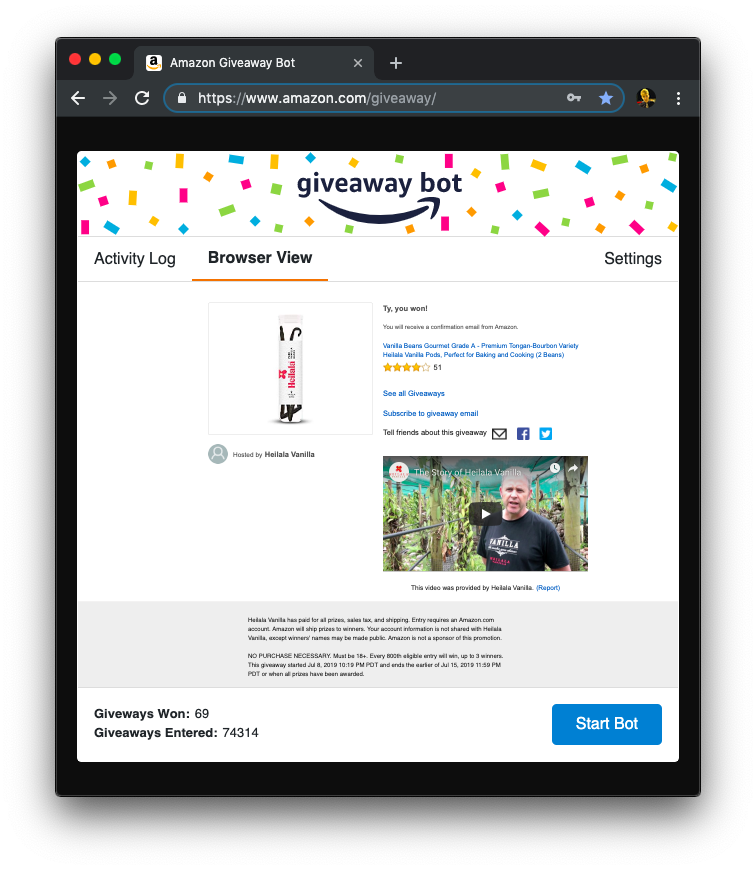 Amazon Giveaway Bot
https://www.amazon.com/giveaway/
giveaway bot
Activity Log
Browser View
Settings
Ty, you won!
You will receive a confirmation email from Amazon.
Vanilla Beans Gourmet Grade A - Premium Tongan-Bourbon Variety
Heilala Vanilla Pods, Perfect for Baking and Cooking (2 Beans)
51
Heilala
See all Giveaways
Subscribe to giveaway email
Tell friends about this giveaway
Hosted by Heilala Vanilla
The Story of Heilala Vanilla
VANILLA
This video was provided by Heilala Vanilla. (Report)
Heilala Vanilla has paid for all prizes, sales tax, and shipping. Entry requires an Amazon.com
account. Amazon will ship prizes to winners. Your account information is not shared with Heilala
Vanilla, except winners' names may be made public. Amazon is not a sponsor of this promotion.
NO PURCHASE NECESSARY. Must be 18+. Every 800th eligible entry will win, up to 3 winners.
This giveaway started Jul 8, 2019 10:19 PM PDT and ends the earlier of Jul 15, 2019 11:59 PM
PDT or when all prizes have been awarded.
Giveways Won: 69
Giveaways Entered: 74314
Start Bot